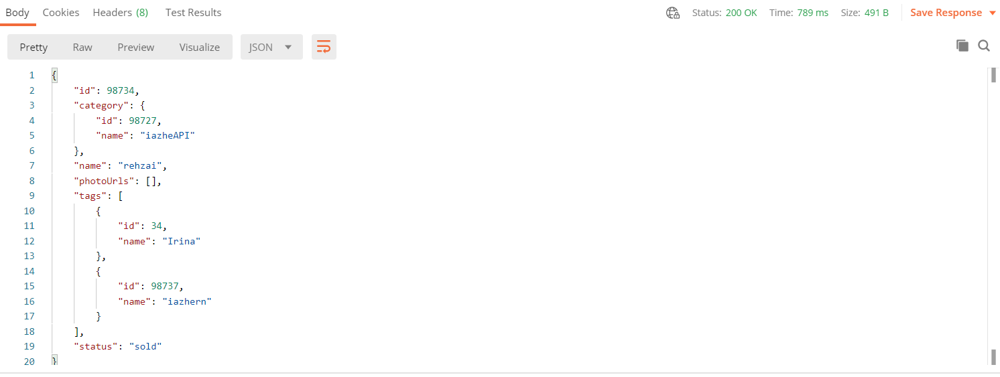 Body Cookies Headers (8) Test Results Status: 200 OK Time: 789 ms Size: 491 B Save Response
Pretty Raw Preview Visualize JSON
1 {
2 "id": 98734,
3 "category": {
4 "id": 98727,
5 "name": "iazheAPI"
6 },
7 "name": "rehzai",
8 "photoUrls": [],
9 "tags": [
10 {
11 "id": 34,
12 "name": "Irina"
13 },
14 {
15 "id": 98737,
16 "name": "iazhern"
17 }
18 ],
19 "status": "sold"
20 }